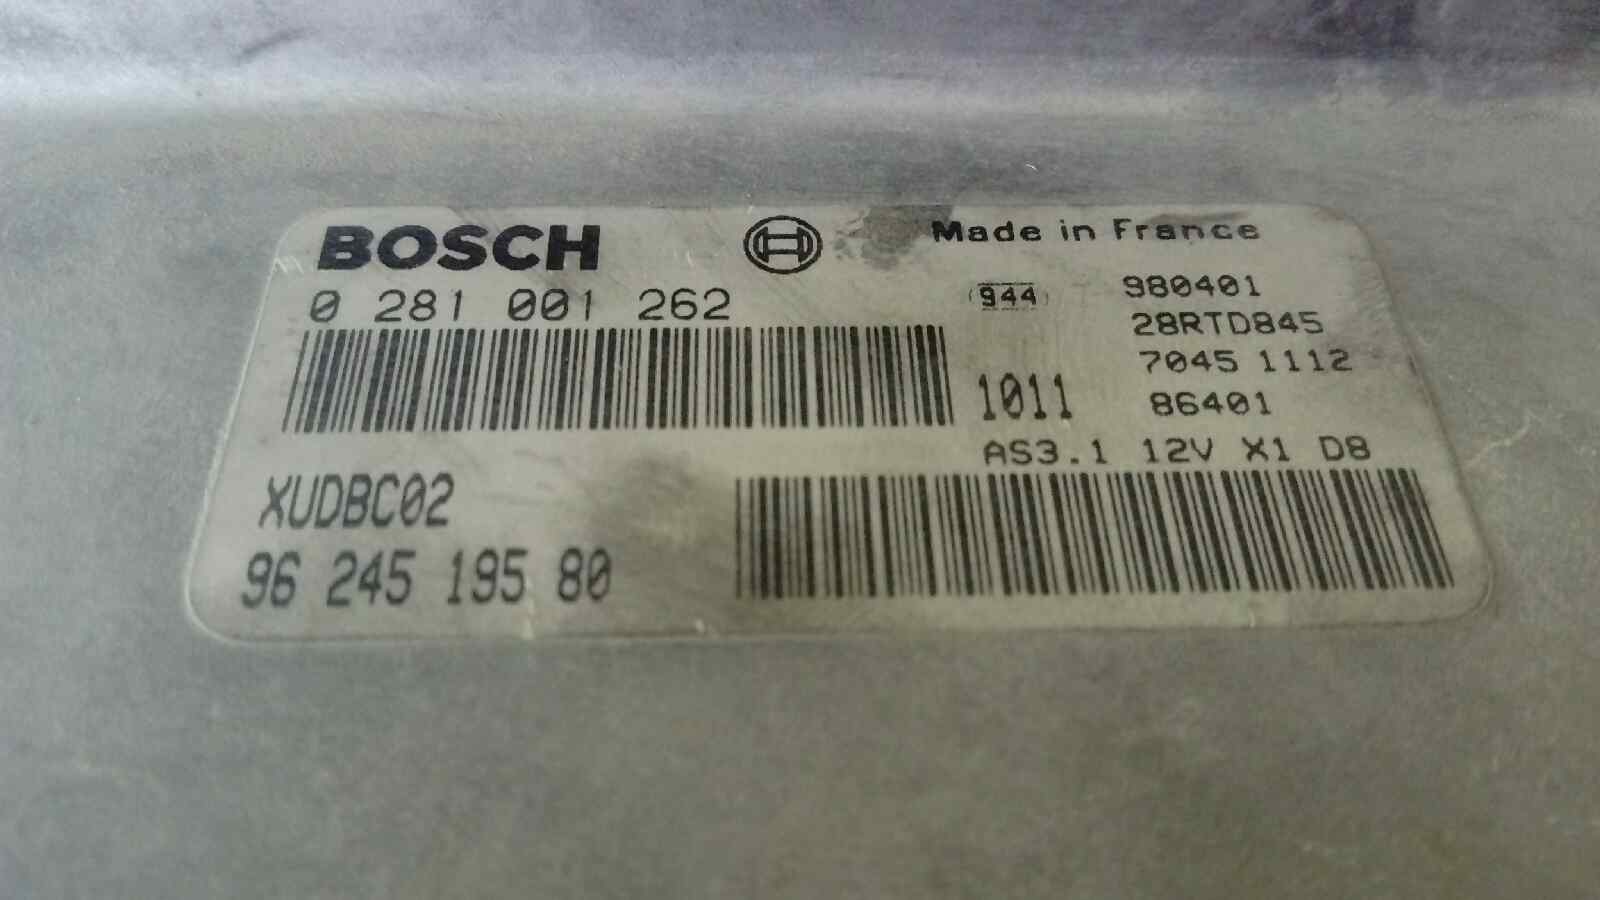 BOSCH
Made in France
0 281 001 262
944
980401
28RTD845
7045 1112
1011
86401
AS3.1 12V X1 D8
XUDBC02
96 245 195 80